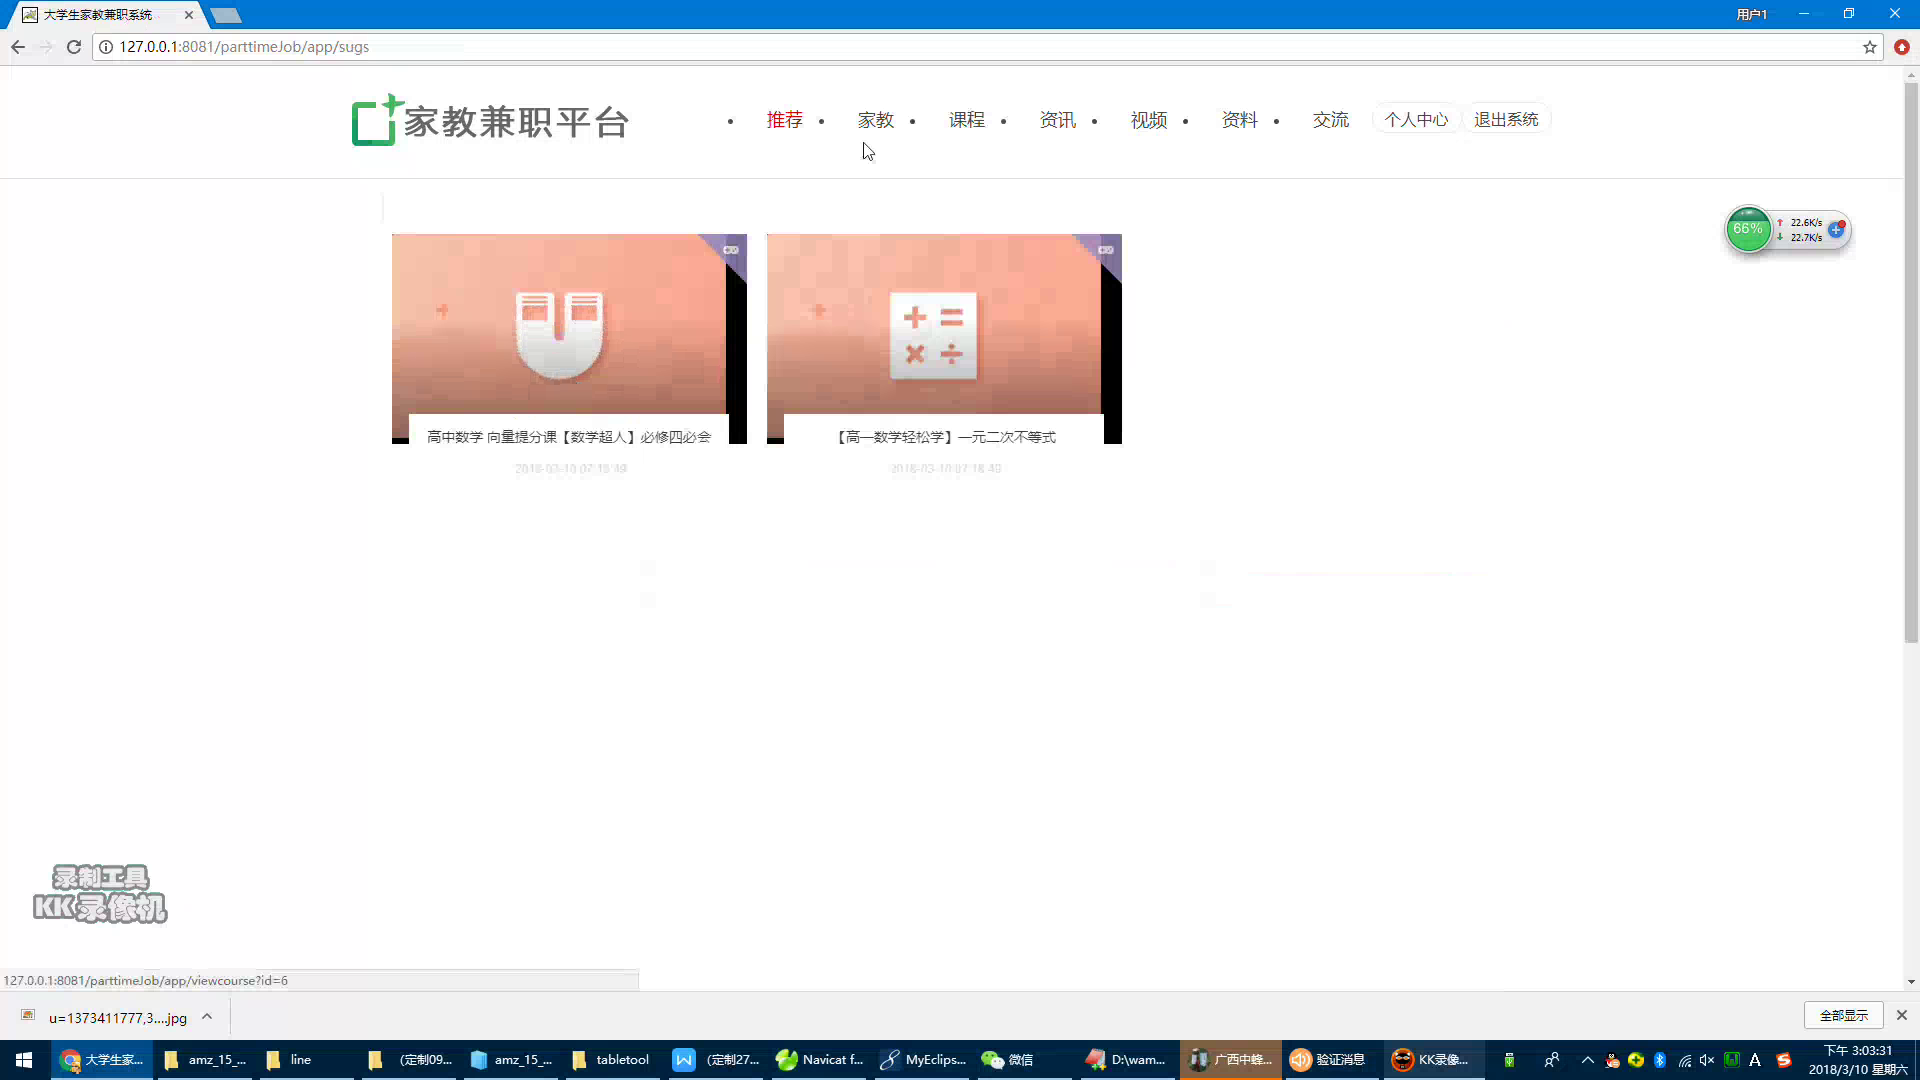 大学生家教兼职系统
用户1
127.0.0.1:8081/parttimeJob/app/sugs
家教兼职平台
推荐
家教
课程
资讯
视频
资料
交流
个人中心
退出系统
66%
22.6K/s
22.7K/s
高中数学 向量提分课【数学超人】必修四必会
【高一数学轻松学】一元二次不等式
2018-03-10 07:18:49
2018-03-10 07:18:49
录制工具
KK录像机
127.0.0.1:8081/parttimeJob/app/viewcourse?id=6
u=1373411777,3....jpg
全部显示
大学生家...
amz_15_...
line
(定制09...
amz_15_...
tabletool
(定制27...
Navicat f...
MyEclips...
微信
D:\wam...
广西中蜂...
验证消息
KK录像...
下午 3:03:31
2018/3/10 星期六